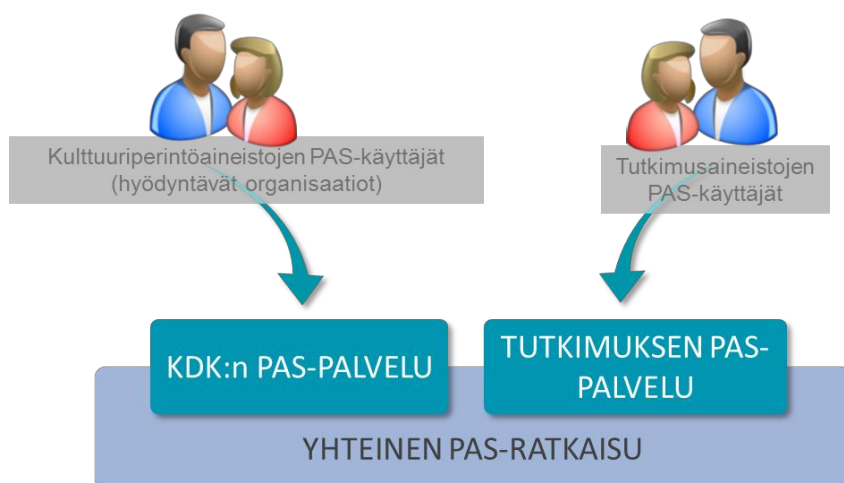 Kulttuuriperintöaineistojen PAS-käyttäjät
(hyödyntävät organisaatiot)
Tutkimusaineistojen
PAS-käyttäjät
KDK:n PAS-PALVELU
TUTKIMUKSEN PAS-
PALVELU
YHTEINEN PAS-RATKAISU